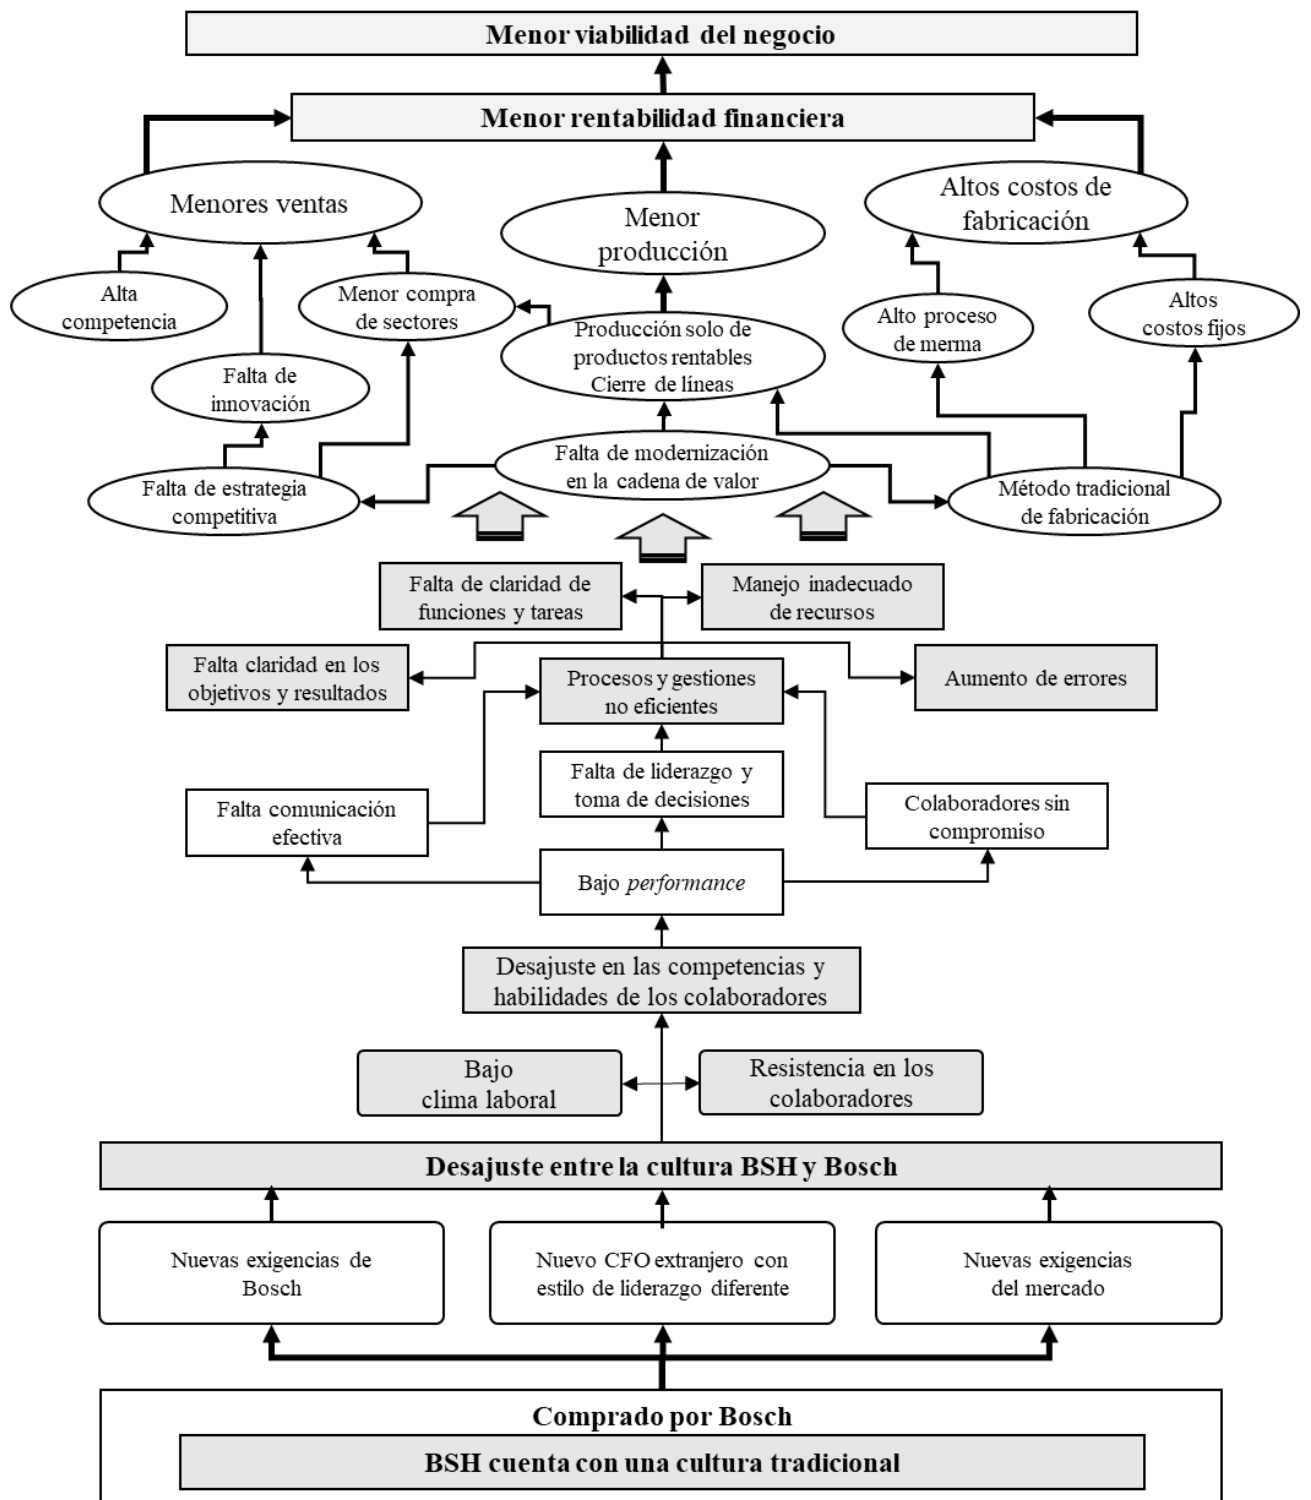 Menor viabilidad del negocio
Menor rentabilidad financiera
Menores ventas
Menor
producción
Altos costos de
fabricación
Alta
competencia
Menor compra
de sectores
Producción solo de
productos rentables
Cierre de líneas
Alto proceso
de merma
Altos
costos fijos
Falta de
innovación
Falta de estrategia
competitiva
Falta de modernización
en la cadena de valor
Método tradicional
de fabricación
Falta de claridad de
funciones y tareas
Manejo inadecuado
de recursos
Falta claridad en los
objetivos y resultados
Procesos y gestiones
no eficientes
Aumento de errores
Falta comunicación
efectiva
Falta de liderazgo y
toma de decisiones
Colaboradores sin
compromiso
Bajo performance
Desajuste en las competencias y
habilidades de los colaboradores
Bajo
clima laboral
Resistencia en los
colaboradores
Desajuste entre la cultura BSH y Bosch
Nuevas exigencias de
Bosch
Nuevo CFO extranjero con
estilo de liderazgo diferente
Nuevas exigencias
del mercado
Comprado por Bosch
BSH cuenta con una cultura tradicional